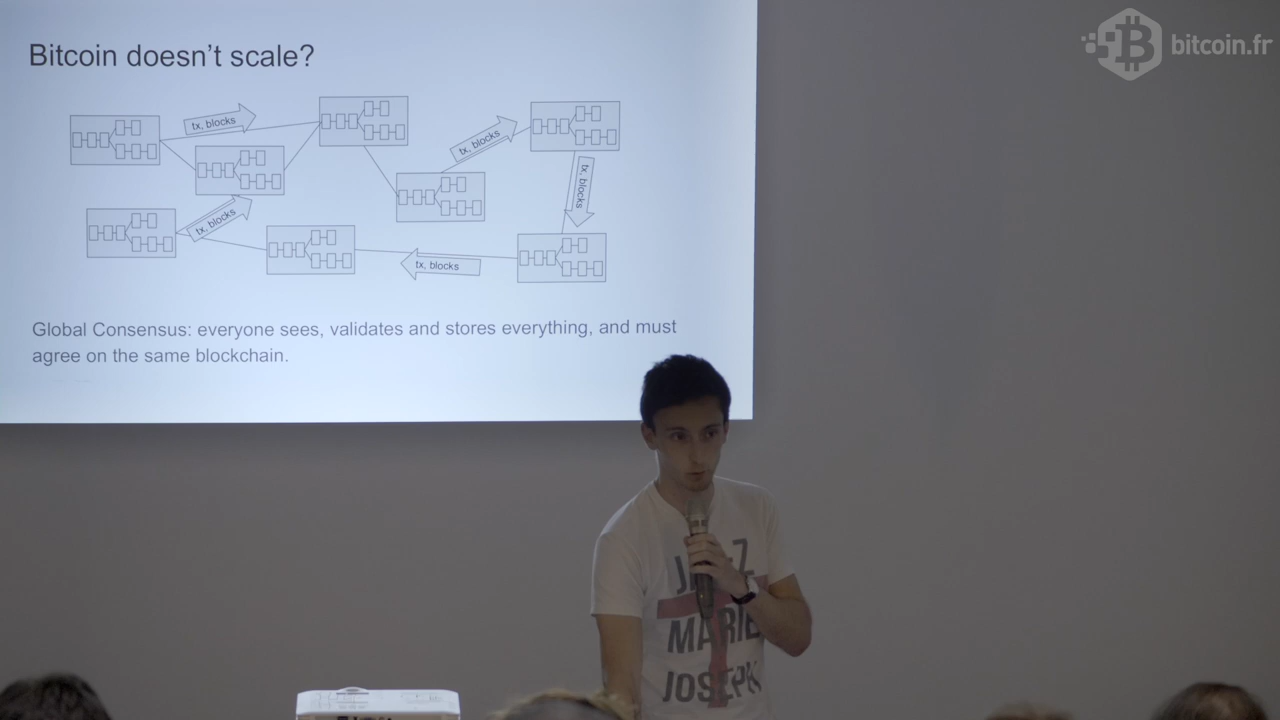 Bitcoin doesn't scale?
bitcoin.fr
tx, blocks
tx, blocks
tx, blocks
tx, blocks
tx, blocks
Global Consensus: everyone sees, validates and stores everything, and must
agree on the same blockchain.
MARIE
JOSEPH